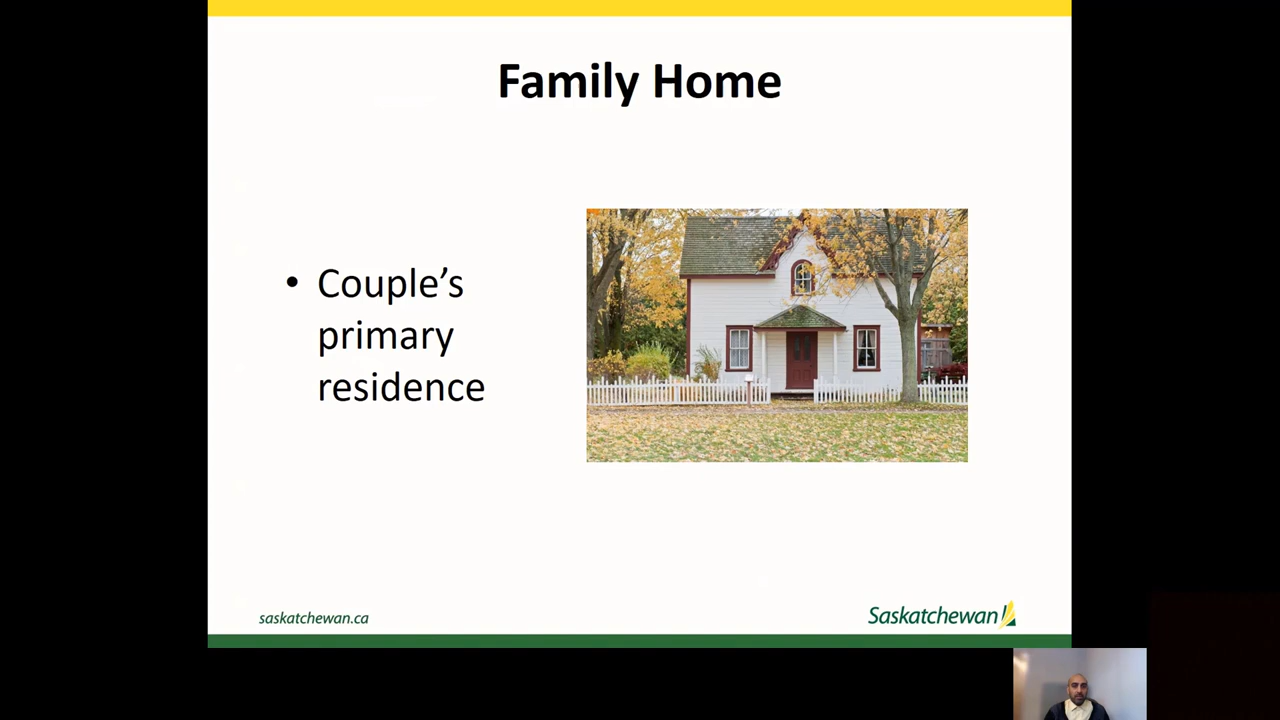 Family Home
• Couple’s
primary
residence
saskatchewan.ca
Saskatchewan